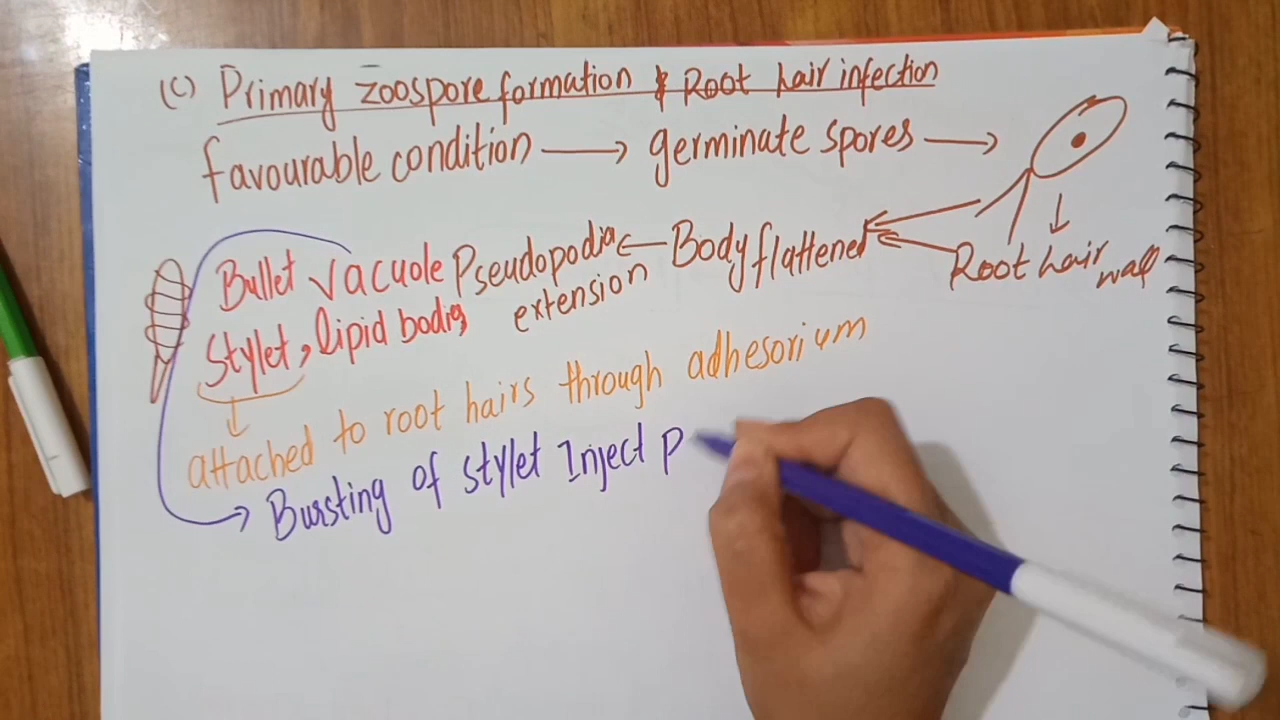 (C) Primary zoospore formation & Root hair infection
favourable condition → germinate spores →
Bullet vacuole Pseudopodia ← Body flattened Root hair wall
Stylet, lipid bodies extension
attached to root hairs through adhesorium
→ Bursting of stylet Inject P